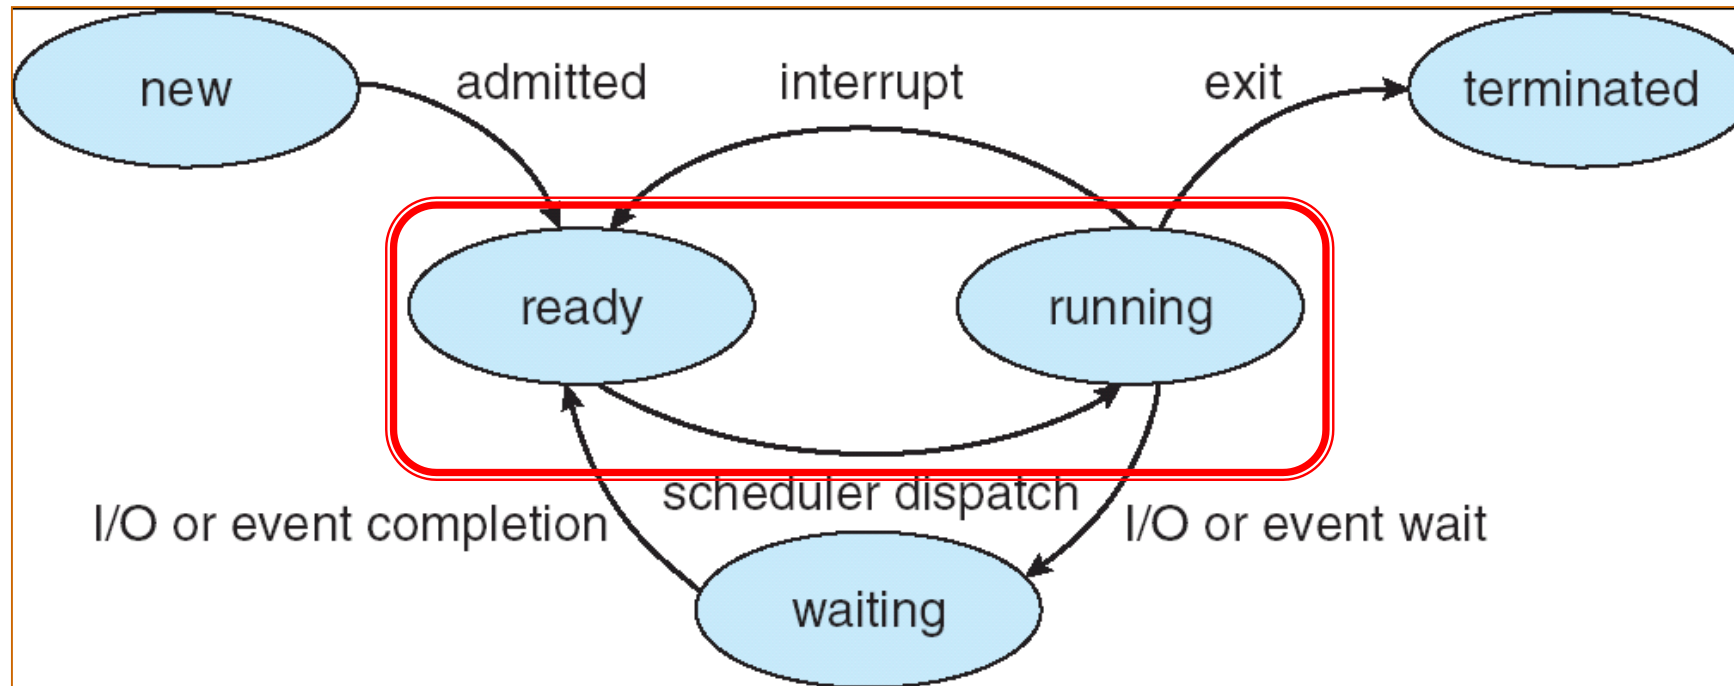 new
admitted
interrupt
exit
terminated
ready
running
scheduler dispatch
I/O or event completion
I/O or event wait
waiting